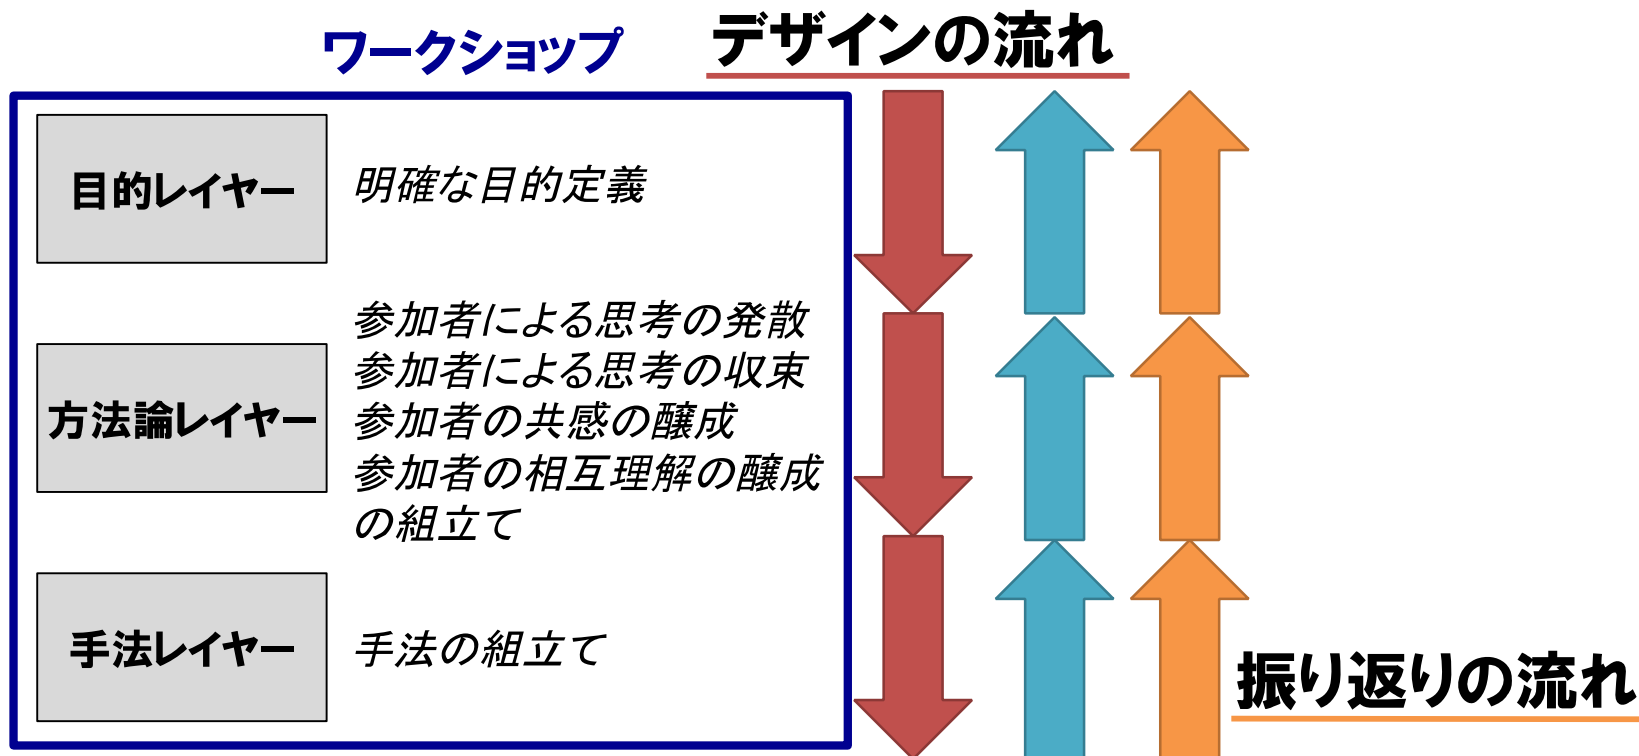 ワークショップ
デザインの流れ
目的レイヤー
明確な目的定義
方法論レイヤー
参加者による思考の発散
参加者による思考の収束
参加者の共感の醸成
参加者の相互理解の醸成
の組立て
手法レイヤー
手法の組立て
振り返りの流れ